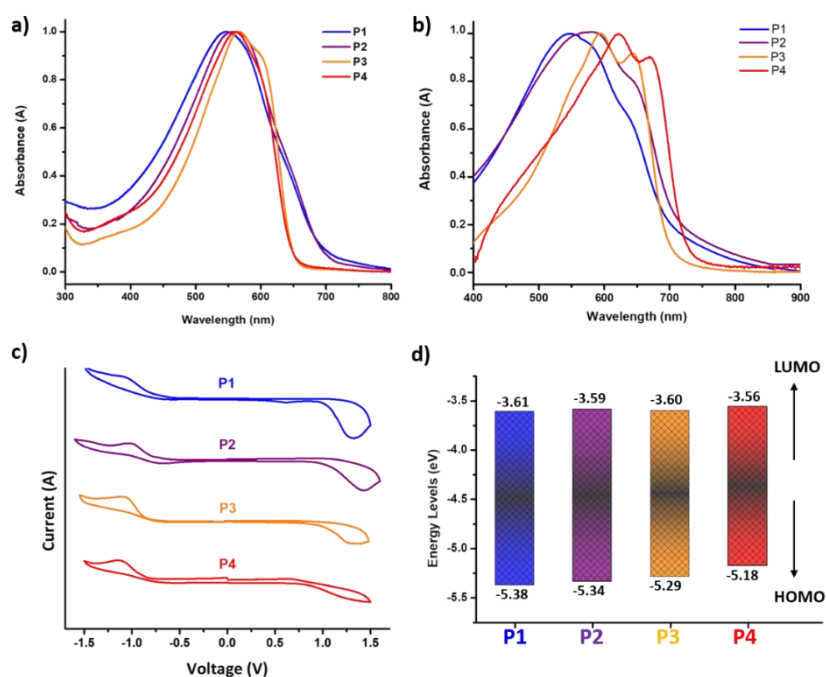 a)
P1
P2
P3
P4
Absorbance (A)
1.0
0.8
0.6
0.4
0.2
0.0
300 400 500 600 700 800
Wavelength (nm)
b)
P1
P2
P3
P4
Absorbance (A)
1.0
0.8
0.6
0.4
0.2
0.0
400 500 600 700 800 900
Wavelength (nm)
c)
P1
P2
P3
P4
Current (A)
-1.5 -1.0 -0.5 0.0 0.5 1.0 1.5
Voltage (V)
d)
LUMO
-3.61 -3.59 -3.60 -3.56
Energy Levels (eV)
-3.5
-4.0
-4.5
-5.0
-5.5
-5.38 -5.34 -5.29 -5.18
HOMO
P1 P2 P3 P4